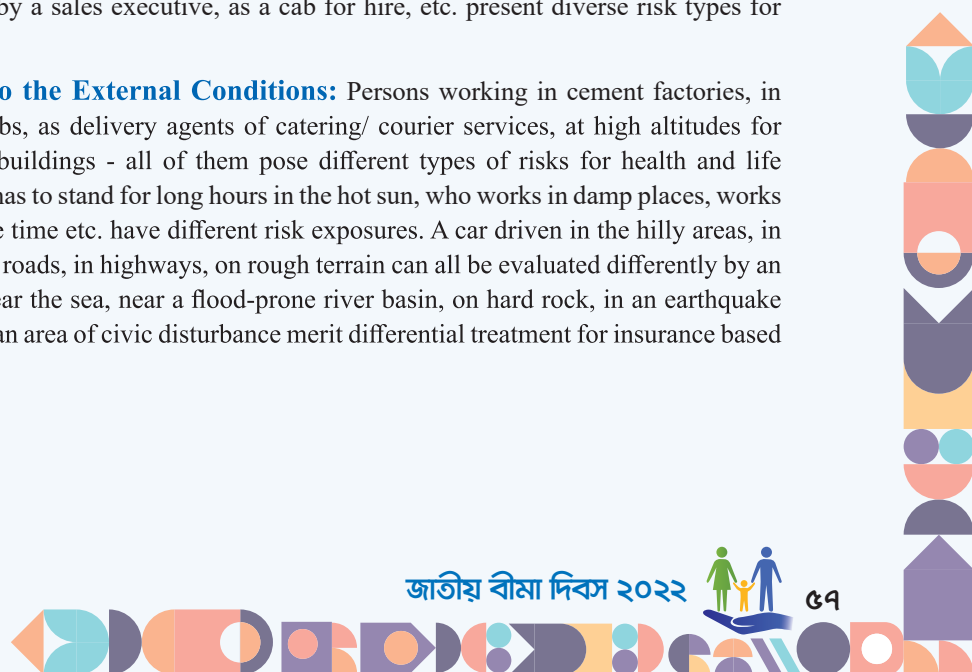 by a sales executive, as a cab for hire, etc. present diverse risk types for
o the External Conditions: Persons working in cement factories, in
bs, as delivery agents of catering/ courier services, at high altitudes for
buildings - all of them pose different types of risks for health and life
has to stand for long hours in the hot sun, who works in damp places, works
e time etc. have different risk exposures. A car driven in the hilly areas, in
roads, in highways, on rough terrain can all be evaluated differently by an
ear the sea, near a flood-prone river basin, on hard rock, in an earthquake
an area of civic disturbance merit differential treatment for insurance based
জাতীয় বীমা দিবস ২০২২
৫৭